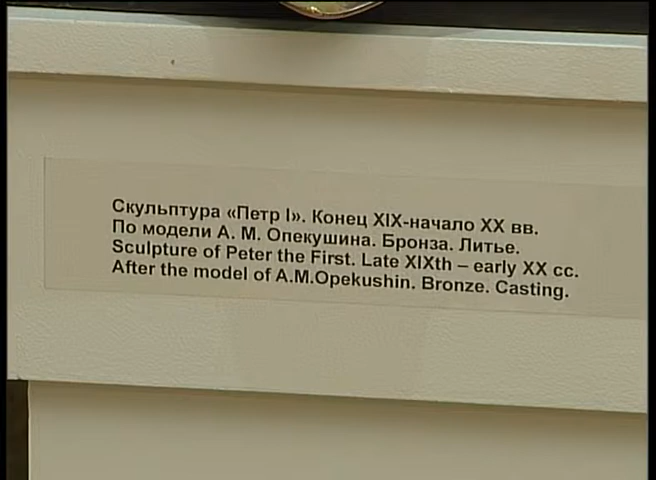 Скульптура «Петр I». Конец XIX-начало XX вв.
По модели А. М. Опекушина. Бронза. Литье.
Sculpture of Peter the First. Late XIXth – early XX cc.
After the model of A.M.Opekushin. Bronze. Casting.